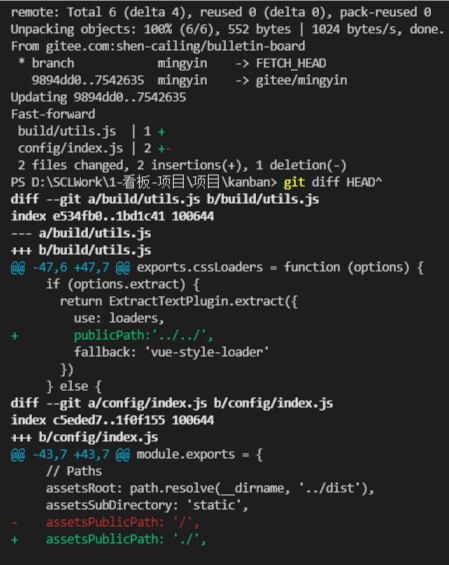 remote: Total 6 (delta 4), reused 0 (delta 0), pack-reused 0
Unpacking objects: 100% (6/6), 552 bytes | 1024 bytes/s, done.
From gitee.com:shen-cailing/bulletin-board
 * branch            mingyin    -> FETCH_HEAD
   9894dd0..7542635  mingyin    -> gitee/mingyin
Updating 9894dd0..7542635
Fast-forward
 build/utils.js  | 1 +
 config/index.js | 2 +-
 2 files changed, 2 insertions(+), 1 deletion(-)
PS D:\SCLWork\1-看板-项目\项目\kanban> git diff HEAD^
diff --git a/build/utils.js b/build/utils.js
index e534fb0..1bd1c41 100644
--- a/build/utils.js
+++ b/build/utils.js
@@ -47,6 +47,7 @@ exports.cssLoaders = function (options) {
     if (options.extract) {
       return ExtractTextPlugin.extract({
         use: loaders,
+        publicPath:'../../',
         fallback: 'vue-style-loader'
       })
     } else {
diff --git a/config/index.js b/config/index.js
index c5eded7..1f0f155 100644
+++ b/config/index.js
@@ -43,7 +43,7 @@ module.exports = {
     // Paths
     assetsRoot: path.resolve(__dirname, '../dist'),
     assetsSubDirectory: 'static',
-    assetsPublicPath: '/',
+    assetsPublicPath: './',